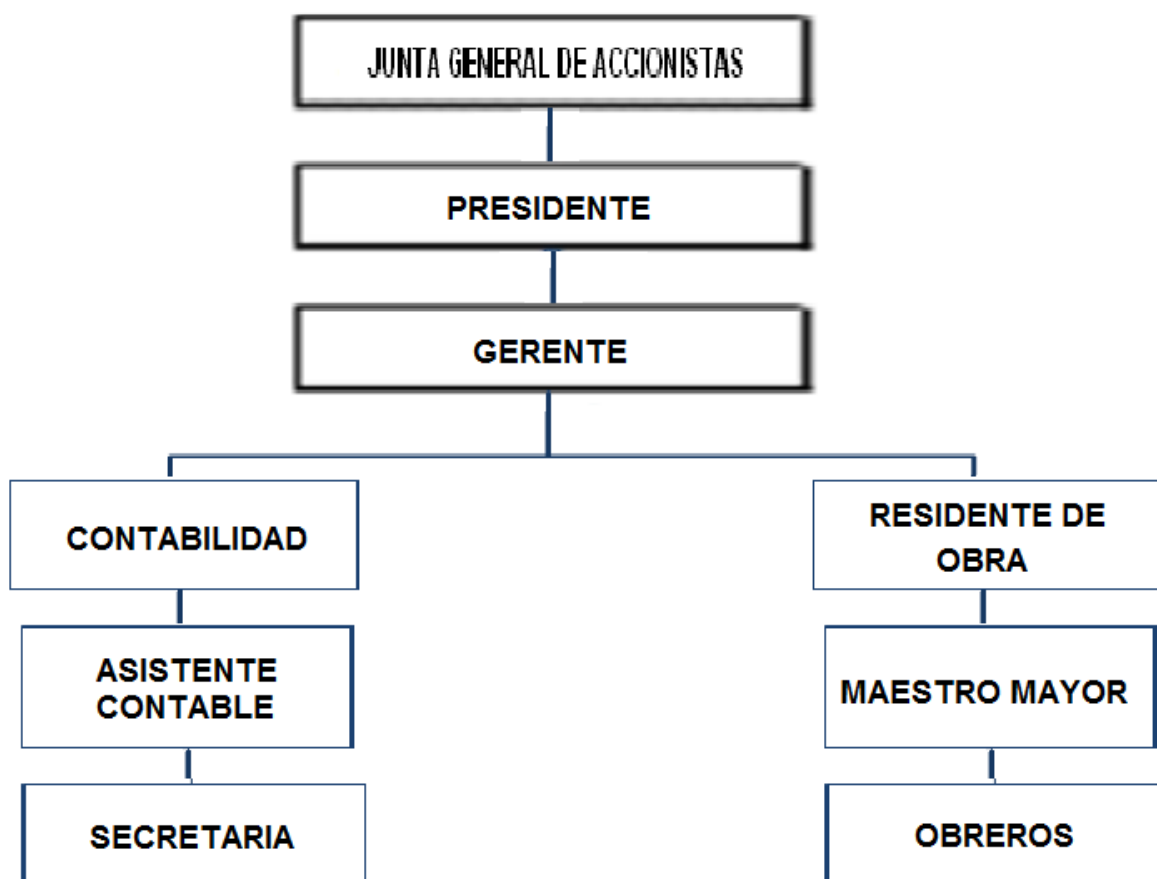 JUNTA GENERAL DE ACCIONISTAS
PRESIDENTE
GERENTE
CONTABILIDAD
RESIDENTE DE
OBRA
ASISTENTE
CONTABLE
MAESTRO MAYOR
SECRETARIA
OBREROS